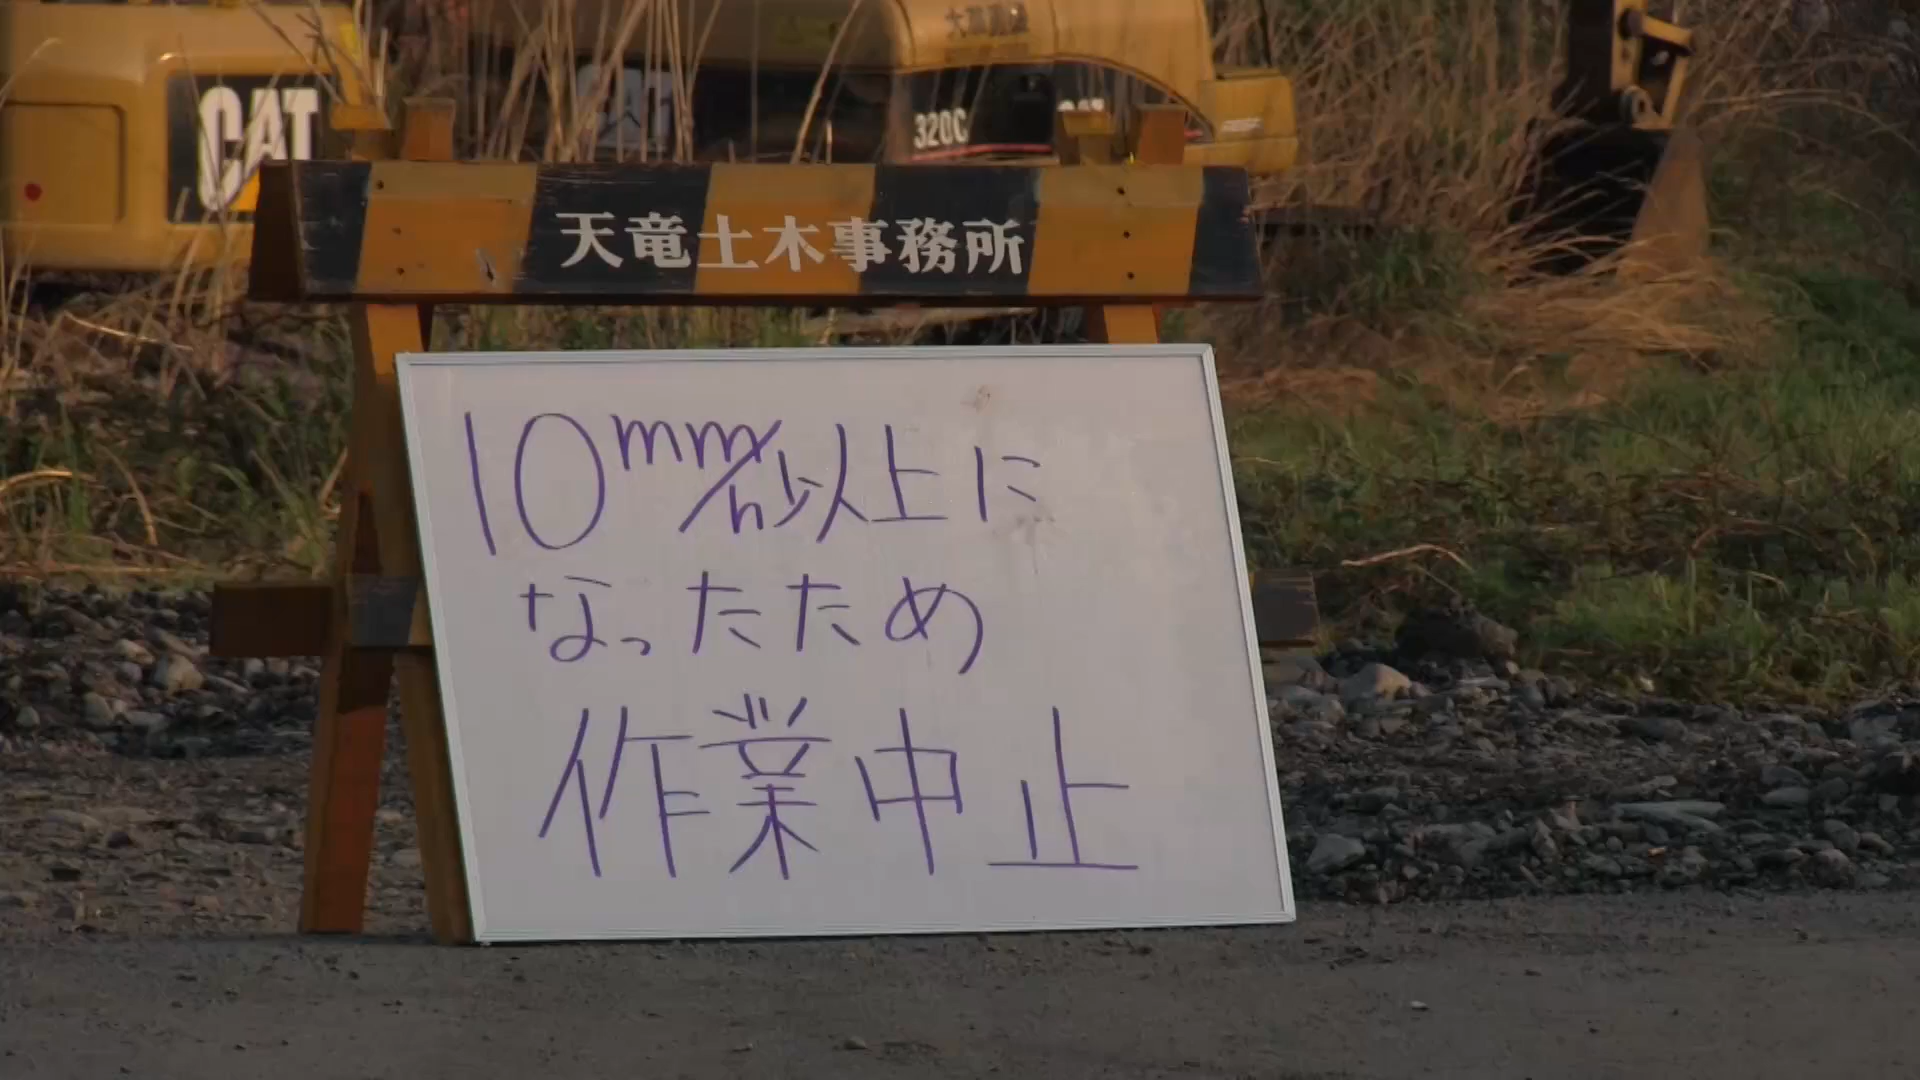 CAT
320C
天竜土木事務所
10mm/h以上に
なったため
作業中止